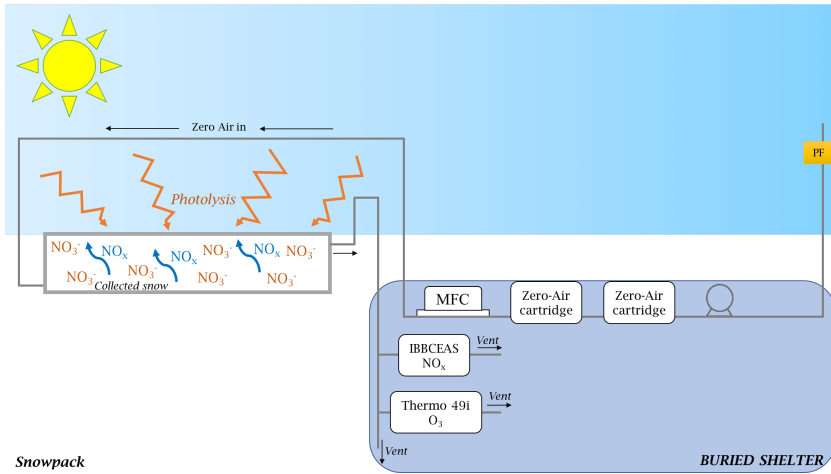 Zero Air in
PF
Photolysis
NO₃⁻ NOₓ NOₓ NO₃⁻ NOₓ NO₃⁻
NO₃⁻ NO₃⁻ NO₃⁻ NO₃⁻
Collected snow
MFC
Zero-Air
cartridge
Zero-Air
cartridge
IBBCEAS
NOₓ
Vent
Thermo 49i
O₃
Vent
Vent
Snowpack
BURIED SHELTER